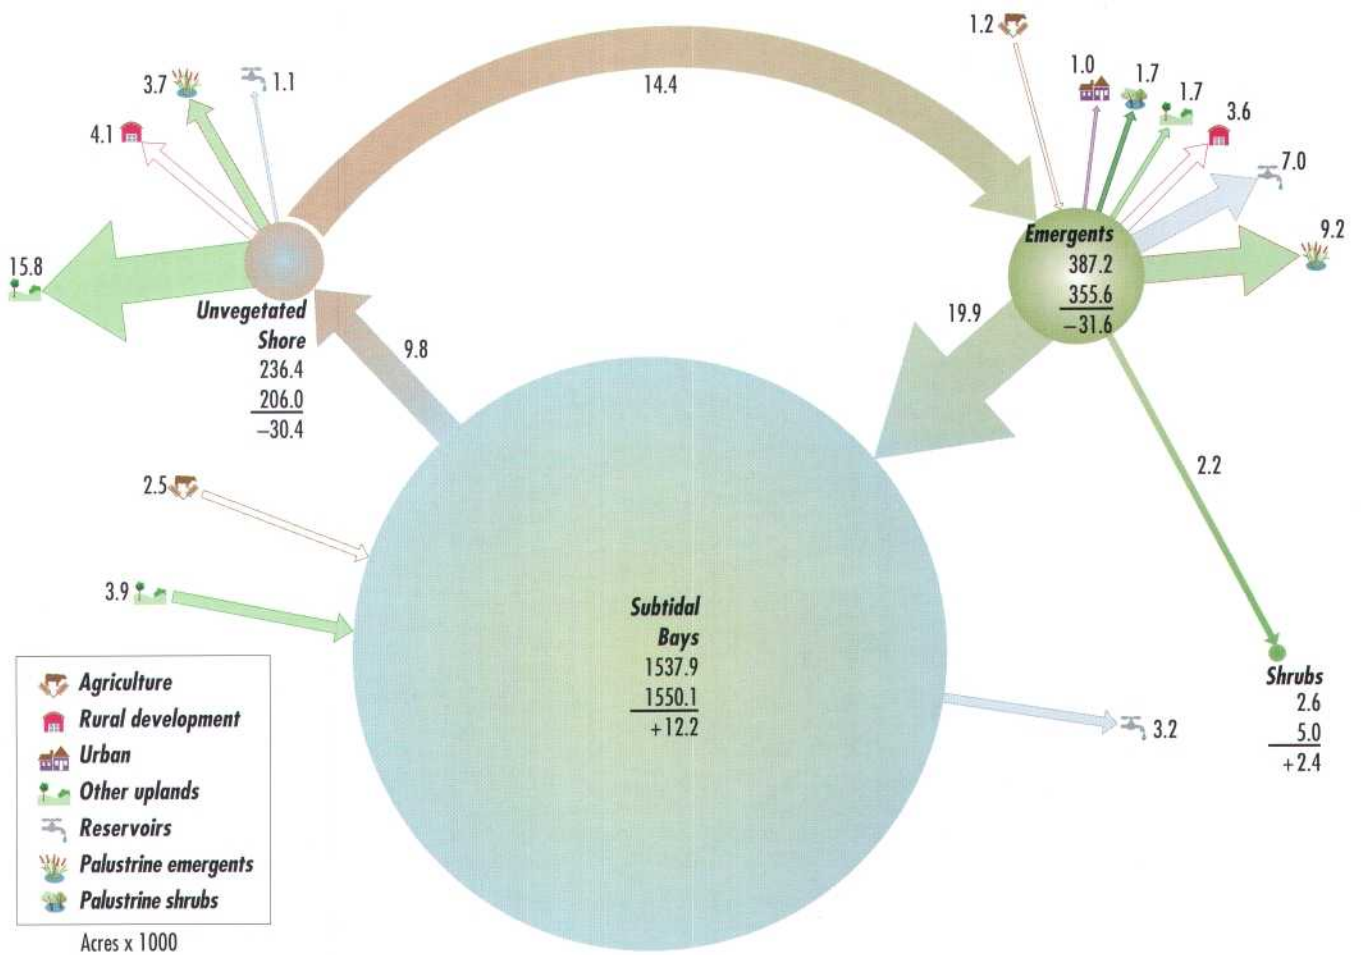 1.2
14.4
3.7
1.1
4.1
1.0
1.7
1.7
3.6
7.0
9.2
15.8
Unvegetated
Shore
236.4
206.0
–30.4
Emergents
387.2
355.6
–31.6
19.9
9.8
2.2
2.5
3.9
Subtidal
Bays
1537.9
1550.1
+12.2
3.2
Shrubs
2.6
5.0
+2.4
Agriculture
Rural development
Urban
Other uplands
Reservoirs
Palustrine emergents
Palustrine shrubs
Acres x 1000